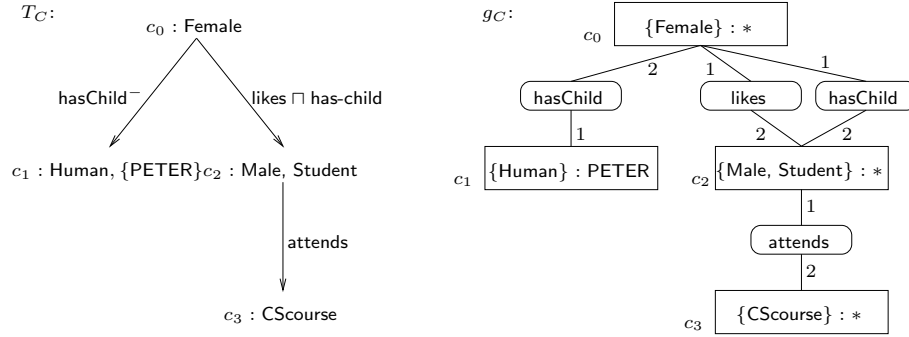 T_C:
c_0 : Female
hasChild⁻
likes ⊓ has-child
c_1 : Human, {PETER}
c_2 : Male, Student
attends
c_3 : CScourse
g_C:
c_0
{Female} : *
2
1
1
hasChild
likes
hasChild
1
2
2
c_1
{Human} : PETER
c_2
{Male, Student} : *
1
attends
2
c_3
{CScourse} : *